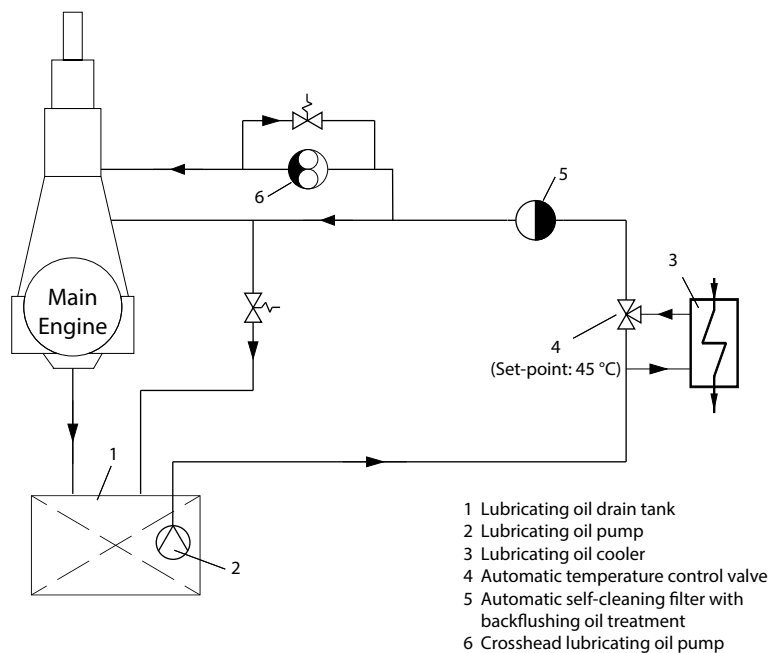 6
5
Main
Engine
3
4
(Set-point: 45 °C)
1
2
1 Lubricating oil drain tank
2 Lubricating oil pump
3 Lubricating oil cooler
4 Automatic temperature control valve
5 Automatic self-cleaning filter with
backflushing oil treatment
6 Crosshead lubricating oil pump